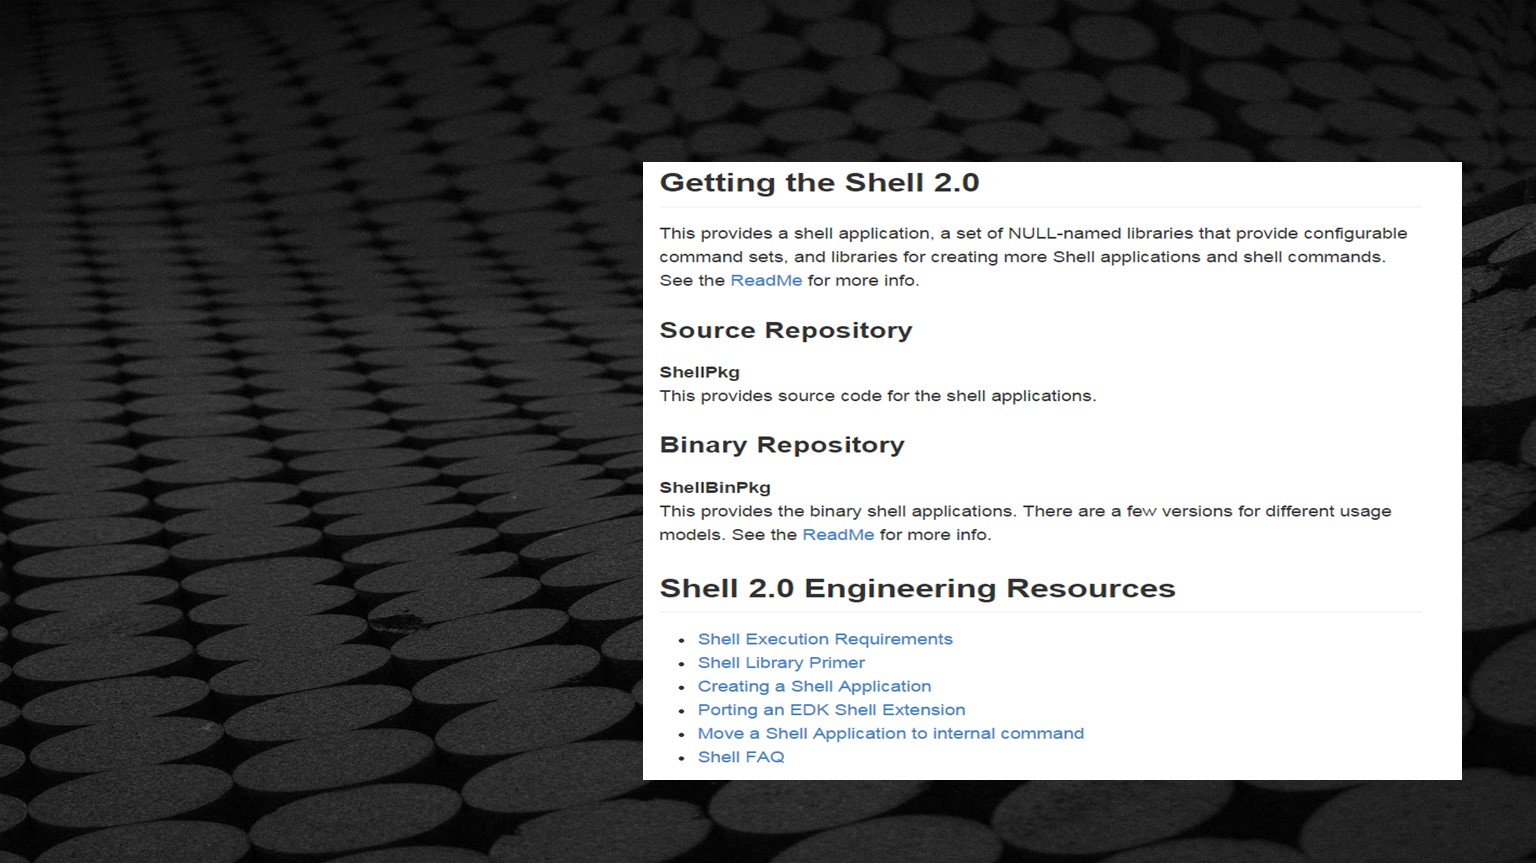 Getting the Shell 2.0
This provides a shell application, a set of NULL-named libraries that provide configurable
command sets, and libraries for creating more Shell applications and shell commands.
See the ReadMe for more info.
Source Repository
ShellPkg
This provides source code for the shell applications.
Binary Repository
ShellBinPkg
This provides the binary shell applications. There are a few versions for different usage
models. See the ReadMe for more info.
Shell 2.0 Engineering Resources
• Shell Execution Requirements
• Shell Library Primer
• Creating a Shell Application
• Porting an EDK Shell Extension
• Move a Shell Application to internal command
• Shell FAQ